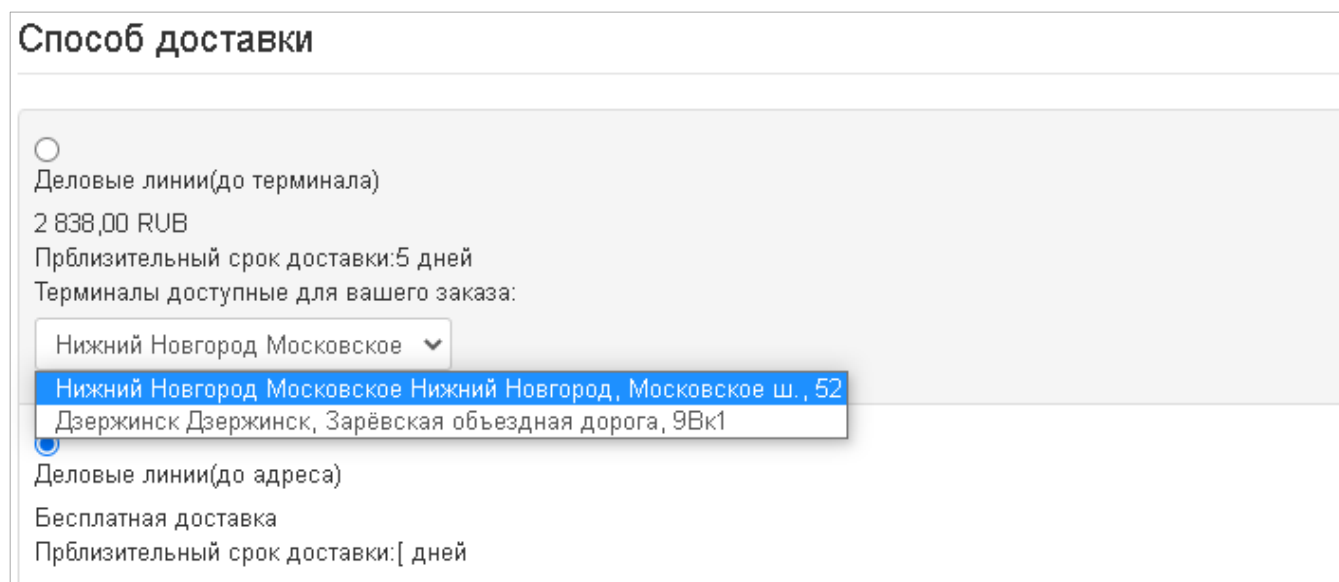 Способ доставки
Деловые линии(до терминала)
2 838,00 RUB
Прблизительный срок доставки:5 дней
Терминалы доступные для вашего заказа:
Нижний Новгород Московское
Нижний Новгород Московское Нижний Новгород, Московское ш., 52
Дзержинск Дзержинск, Зарёвская объездная дорога, 9Вк1
Деловые линии(до адреса)
Бесплатная доставка
Прблизительный срок доставки:[ дней